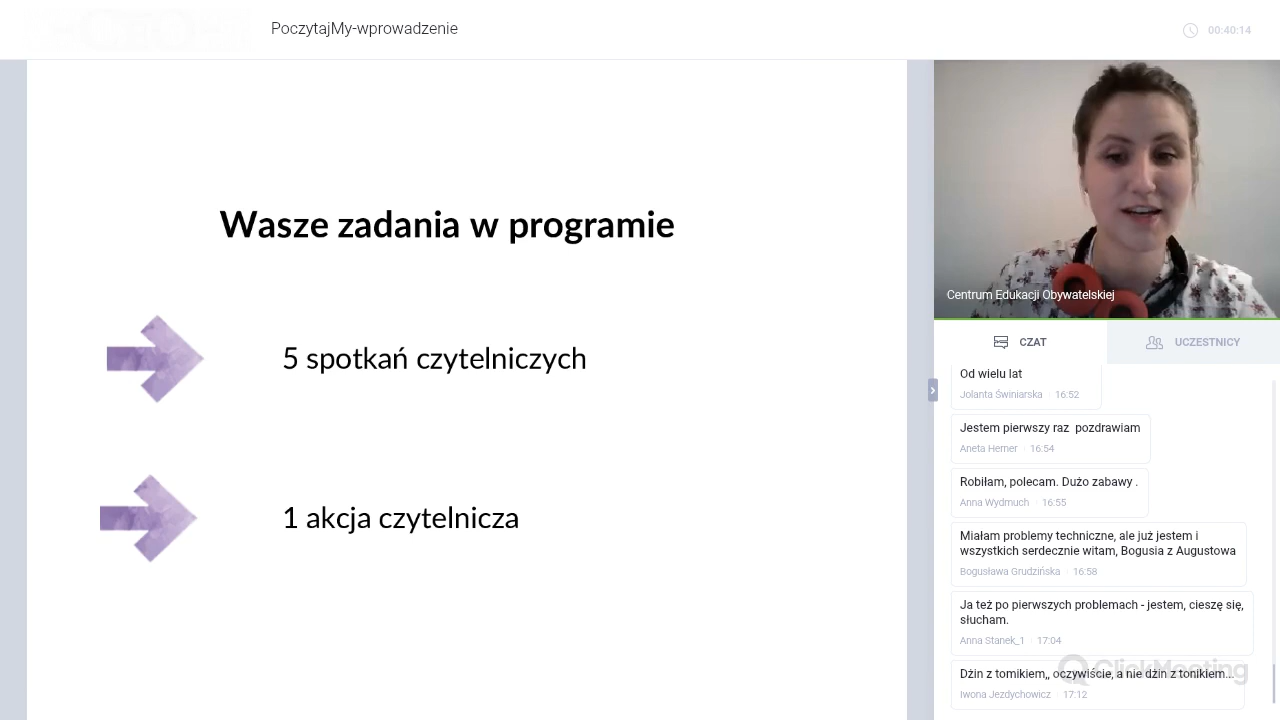 PoczytajMy-wprowadzenie
00:40:14
Wasze zadania w programie
5 spotkań czytelniczych
1 akcja czytelnicza
Centrum Edukacji Obywatelskiej
CZAT
UCZESTNICY
Od wielu lat
Jolanta Świniarska 16:52
Jestem pierwszy raz pozdrawiam
Aneta Herner 16:54
Robiłam, polecam. Dużo zabawy .
Anna Wydmuch 16:55
Miałam problemy techniczne, ale już jestem i
wszystkich serdecznie witam, Bogusia z Augustowa
Bogusława Grudzińska 16:58
Ja też po pierwszych problemach - jestem, cieszę się,
słucham.
Anna Stanek_1 17:04
Dżin z tomikiem,, oczywiście, a nie dżin z tonikiem...
Iwona Jezdychowicz 17:12
ClickMeeting